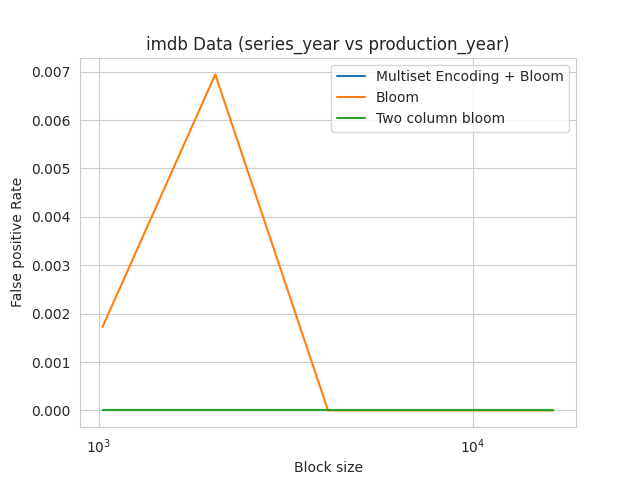 imdb Data (series_year vs production_year)
Multiset Encoding + Bloom
Bloom
Two column bloom
False positive Rate
0.007
0.006
0.005
0.004
0.003
0.002
0.001
0.000
10³
10⁴
Block size